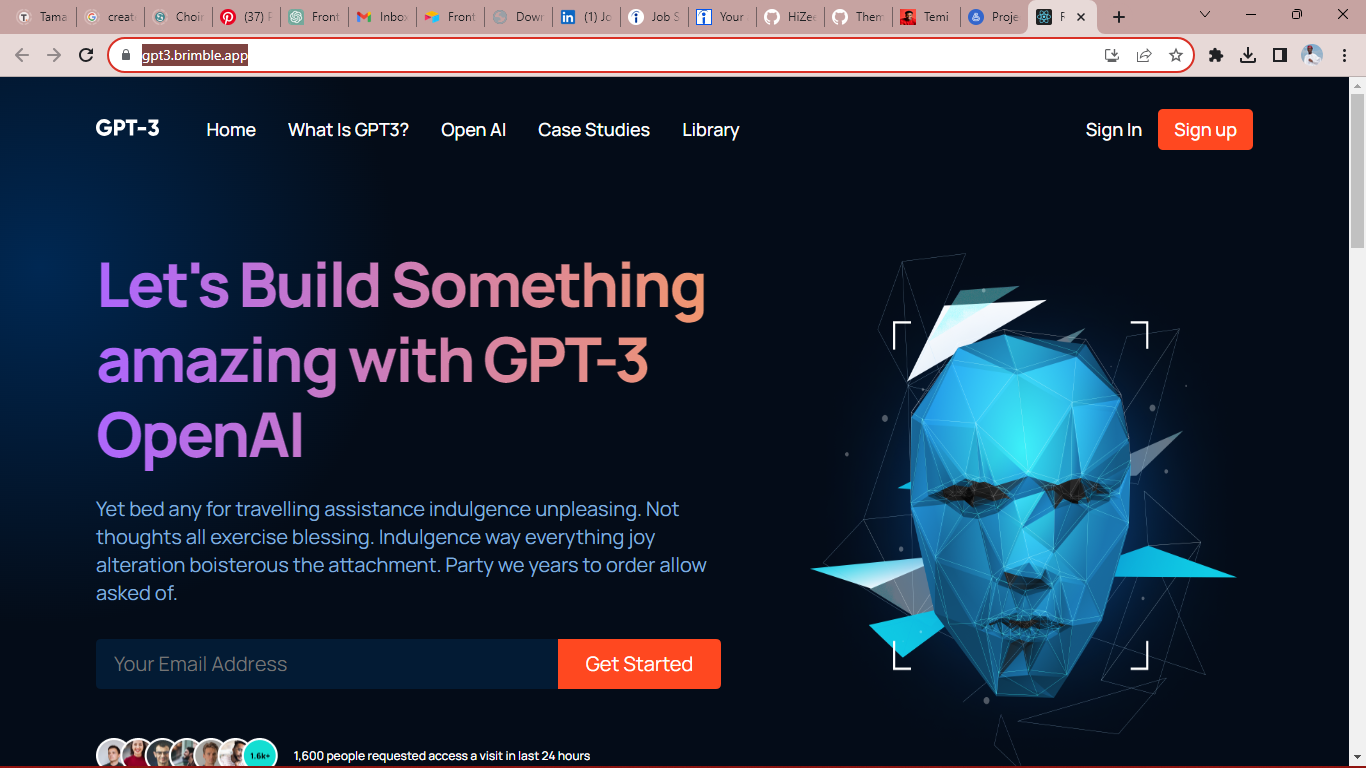 Tama
creat
Choir
(37) F
Front
Inbox
Front
Down
(1) Jo
Job S
Your
HiZee
Them
Temi
Proje
gpt3.brimble.app
GPT-3 Home What Is GPT3? Open AI Case Studies Library Sign In Sign up
Let's Build Something
amazing with GPT-3
OpenAI
Yet bed any for travelling assistance indulgence unpleasing. Not
thoughts all exercise blessing. Indulgence way everything joy
alteration boisterous the attachment. Party we years to order allow
asked of.
Your Email Address Get Started
1.6k+ 1,600 people requested access a visit in last 24 hours